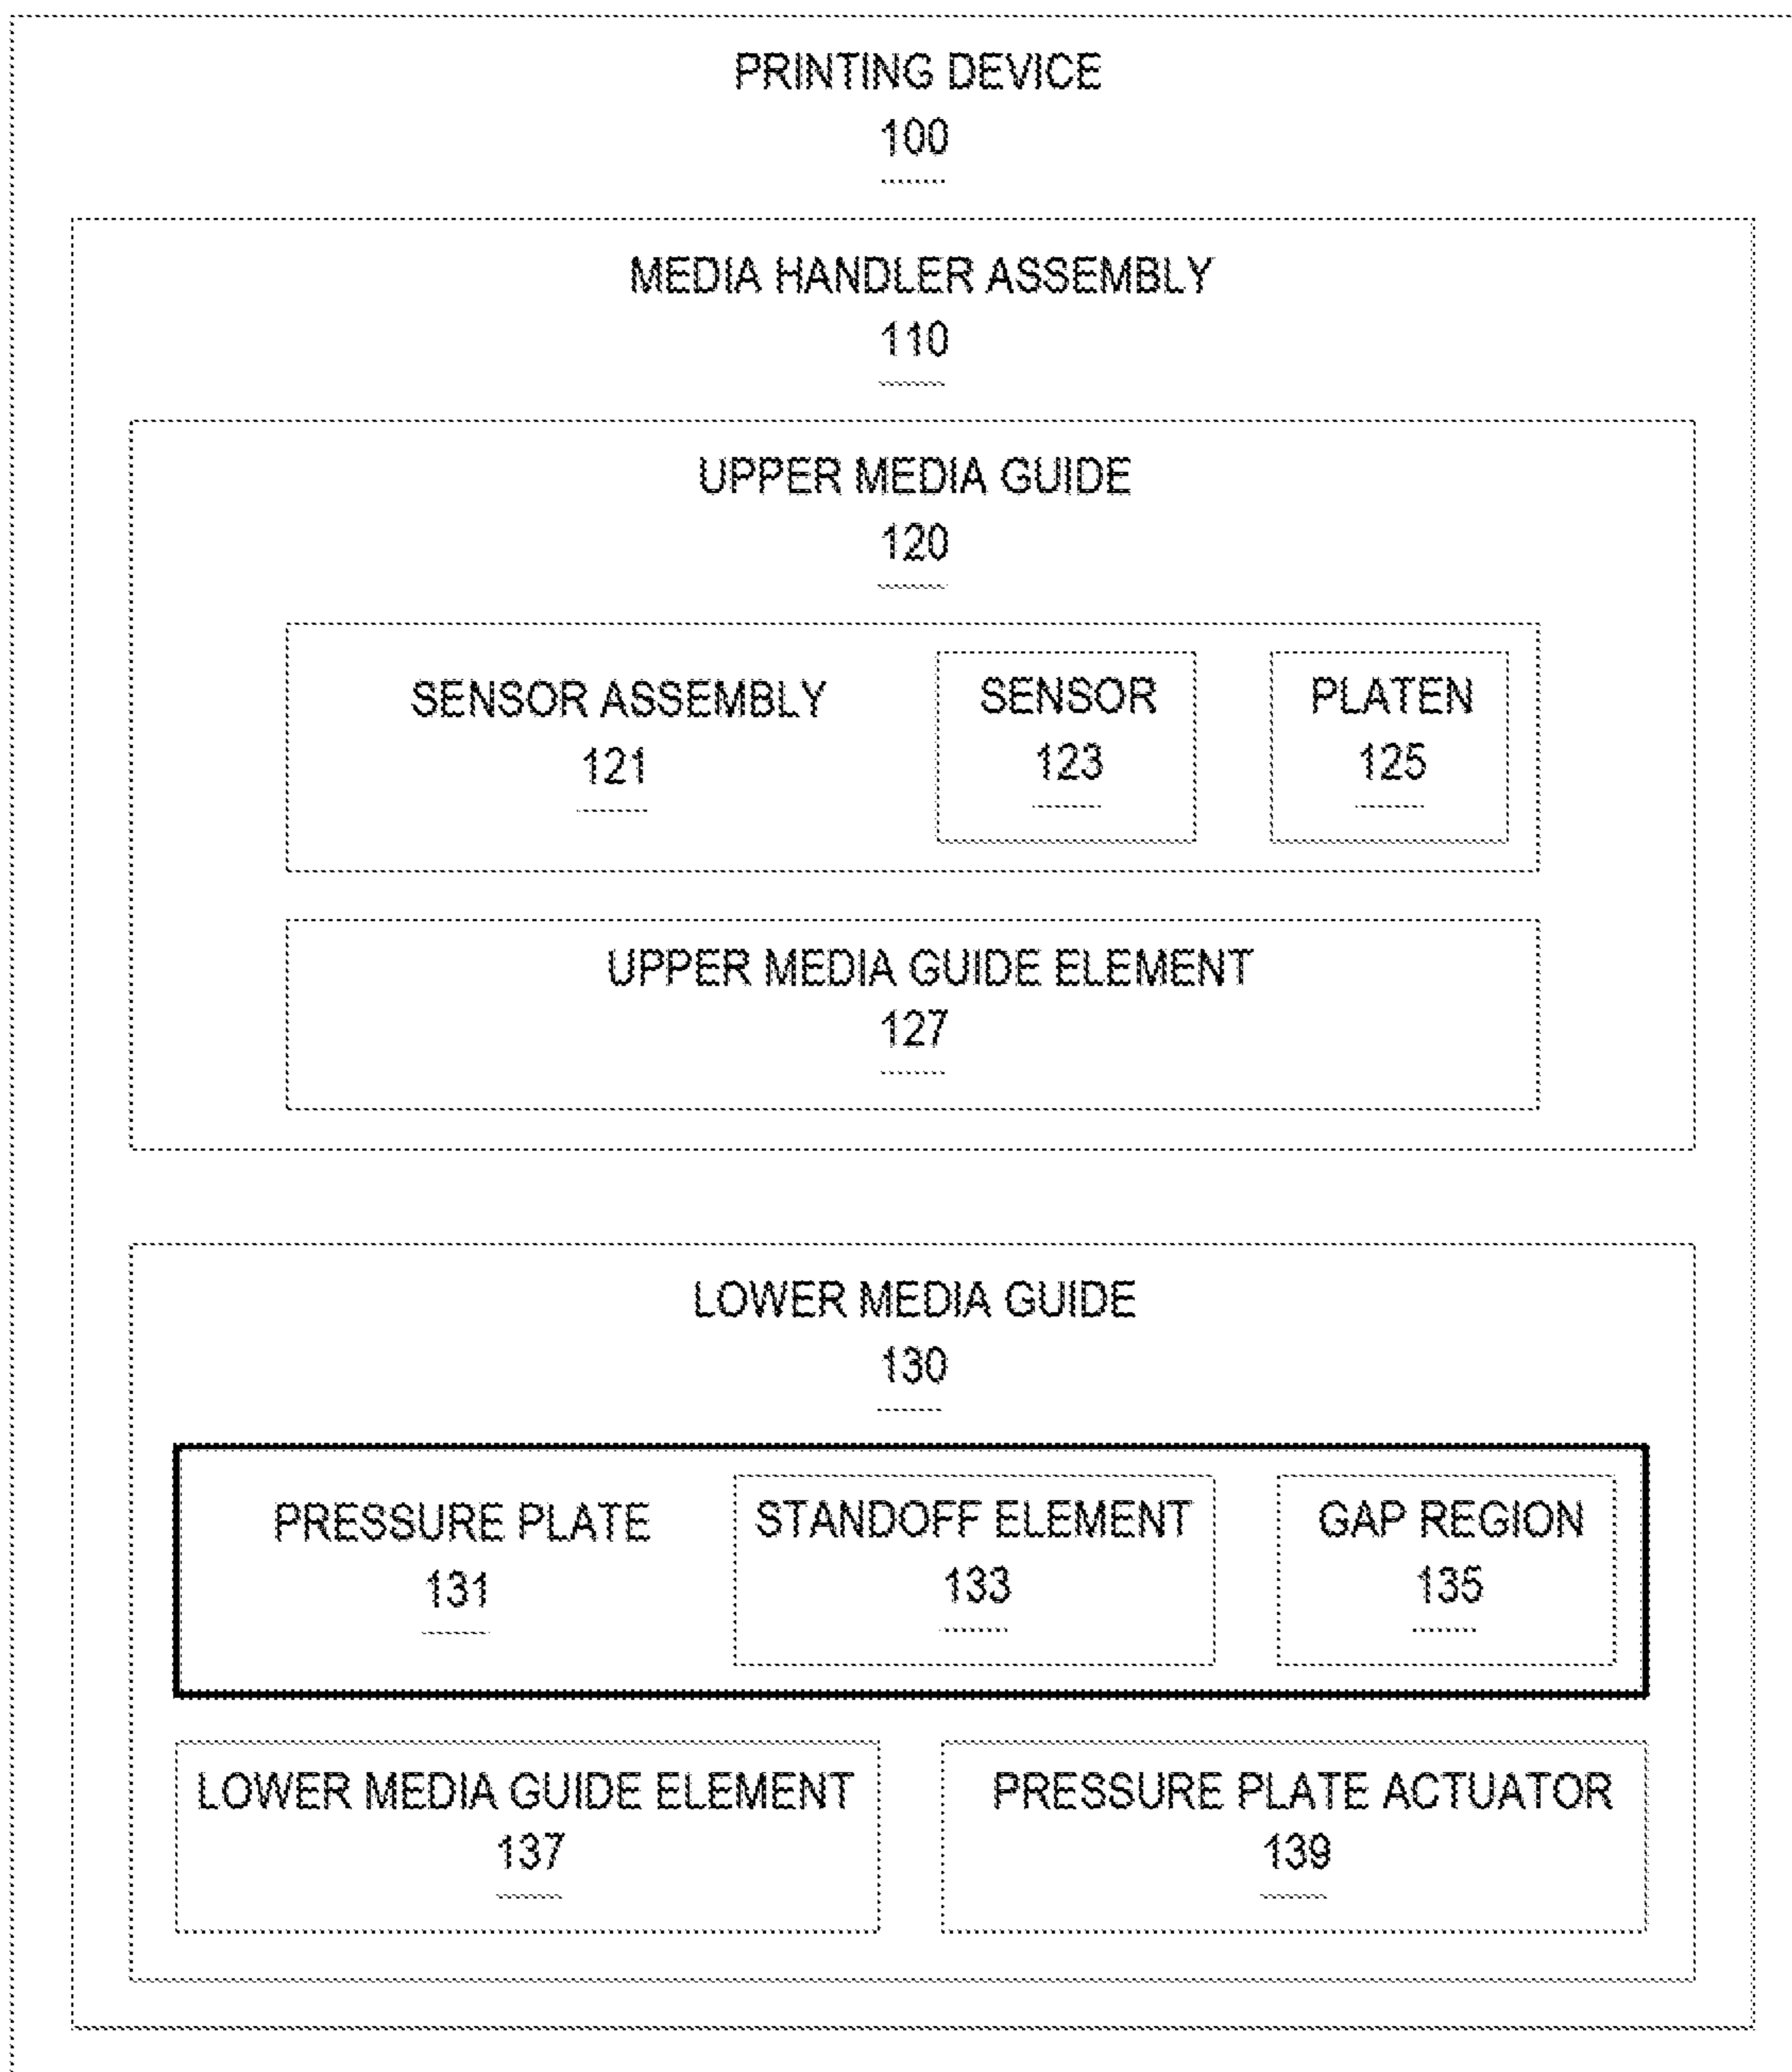 PRINTING DEVICE
100
MEDIA HANDLER ASSEMBLY
110
UPPER MEDIA GUIDE
120
SENSOR ASSEMBLY
121
SENSOR
123
PLATEN
125
UPPER MEDIA GUIDE ELEMENT
127
LOWER MEDIA GUIDE
130
PRESSURE PLATE
131
STANDOFF ELEMENT
133
GAP REGION
135
LOWER MEDIA GUIDE ELEMENT
137
PRESSURE PLATE ACTUATOR
139